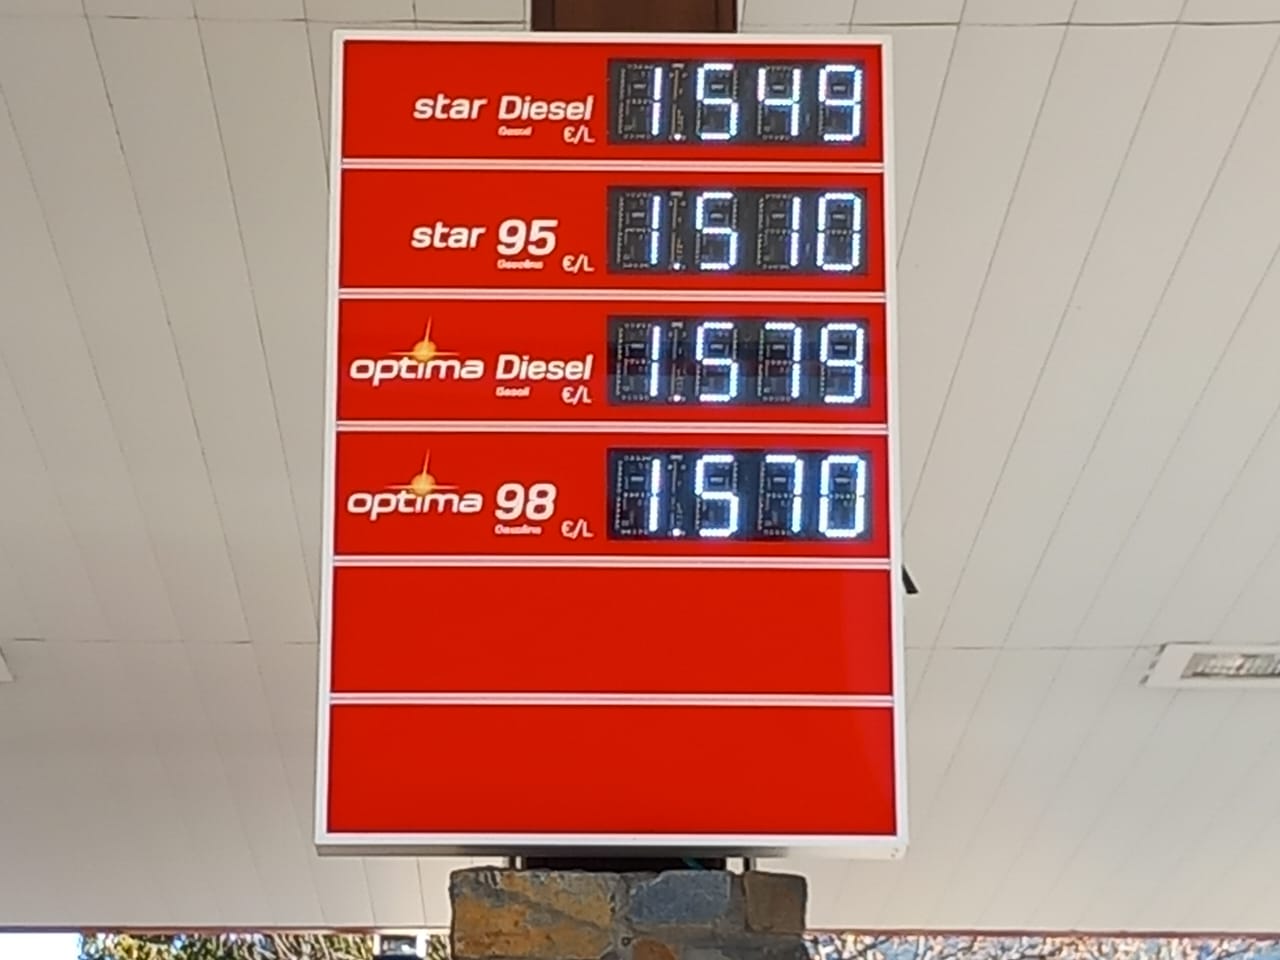 star Diesel 1.549
Gasoil €/L
star 95 1.510
Gasolina €/L
optima Diesel 1.579
Gasoil €/L
optima 98 1.570
Gasolina €/L